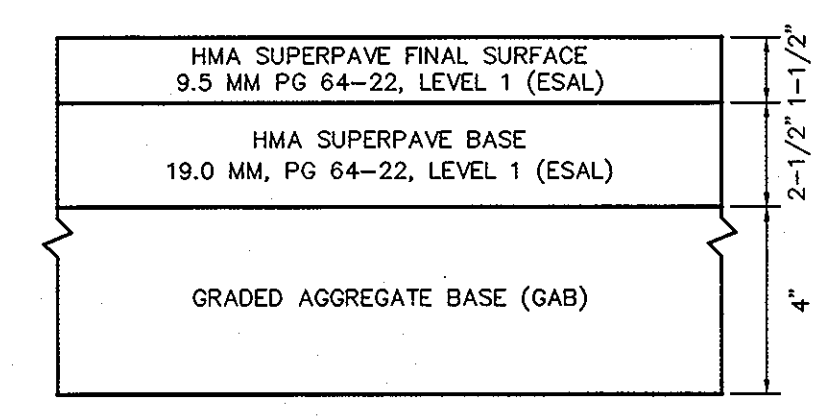 HMA SUPERPAVE FINAL SURFACE
9.5 MM PG 64-22, LEVEL 1 (ESAL)
1-1/2"
HMA SUPERPAVE BASE
19.0 MM, PG 64-22, LEVEL 1 (ESAL)
2-1/2"
GRADED AGGREGATE BASE (GAB)
4"